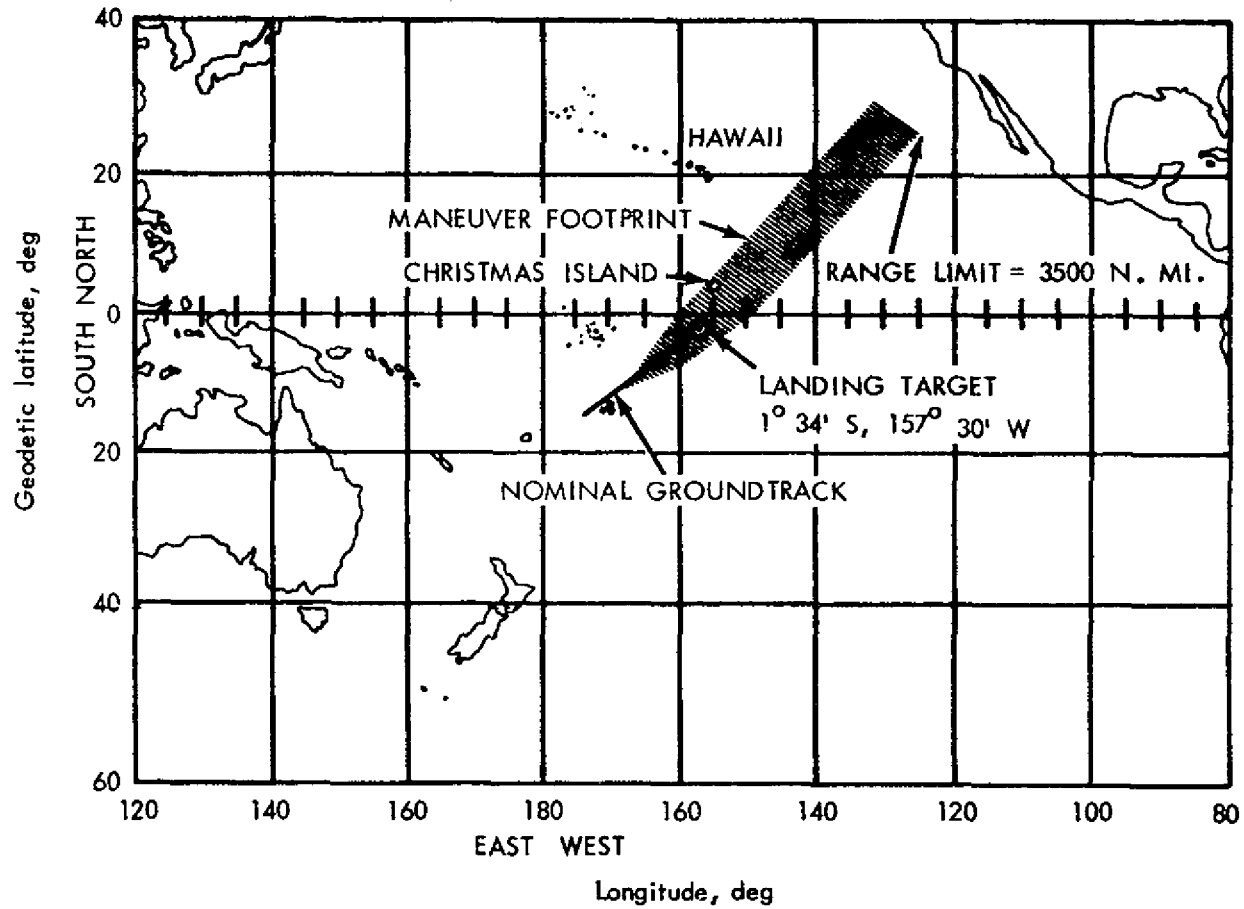 40
20
0
20
40
60
Geodetic latitude, deg
SOUTH NORTH
HAWAII
MANEUVER FOOTPRINT
CHRISTMAS ISLAND
RANGE LIMIT = 3500 N. MI.
LANDING TARGET
1° 34' S, 157° 30' W
NOMINAL GROUNDTRACK
120 140 160 180 160 140 120 100 80
EAST WEST
Longitude, deg